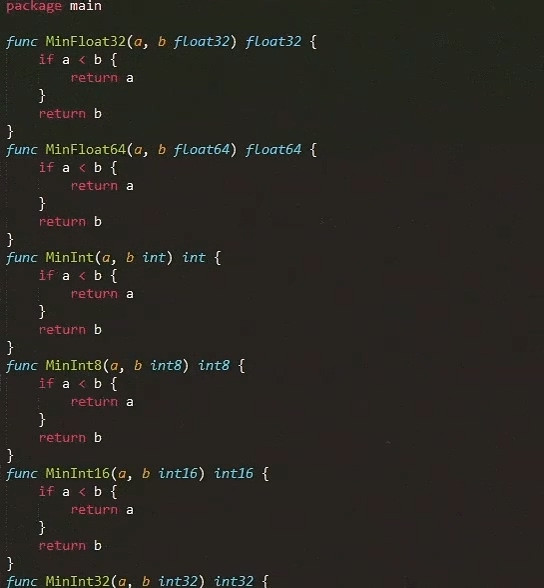 package main
func MinFloat32(a, b float32) float32 {
    if a < b {
        return a
    }
    return b
}
func MinFloat64(a, b float64) float64 {
    if a < b {
        return a
    }
    return b
}
func MinInt(a, b int) int {
    if a < b {
        return a
    }
    return b
}
func MinInt8(a, b int8) int8 {
    if a < b {
        return a
    }
    return b
}
func MinInt16(a, b int16) int16 {
    if a < b {
        return a
    }
    return b
}
func MinInt32(a, b int32) int32 {